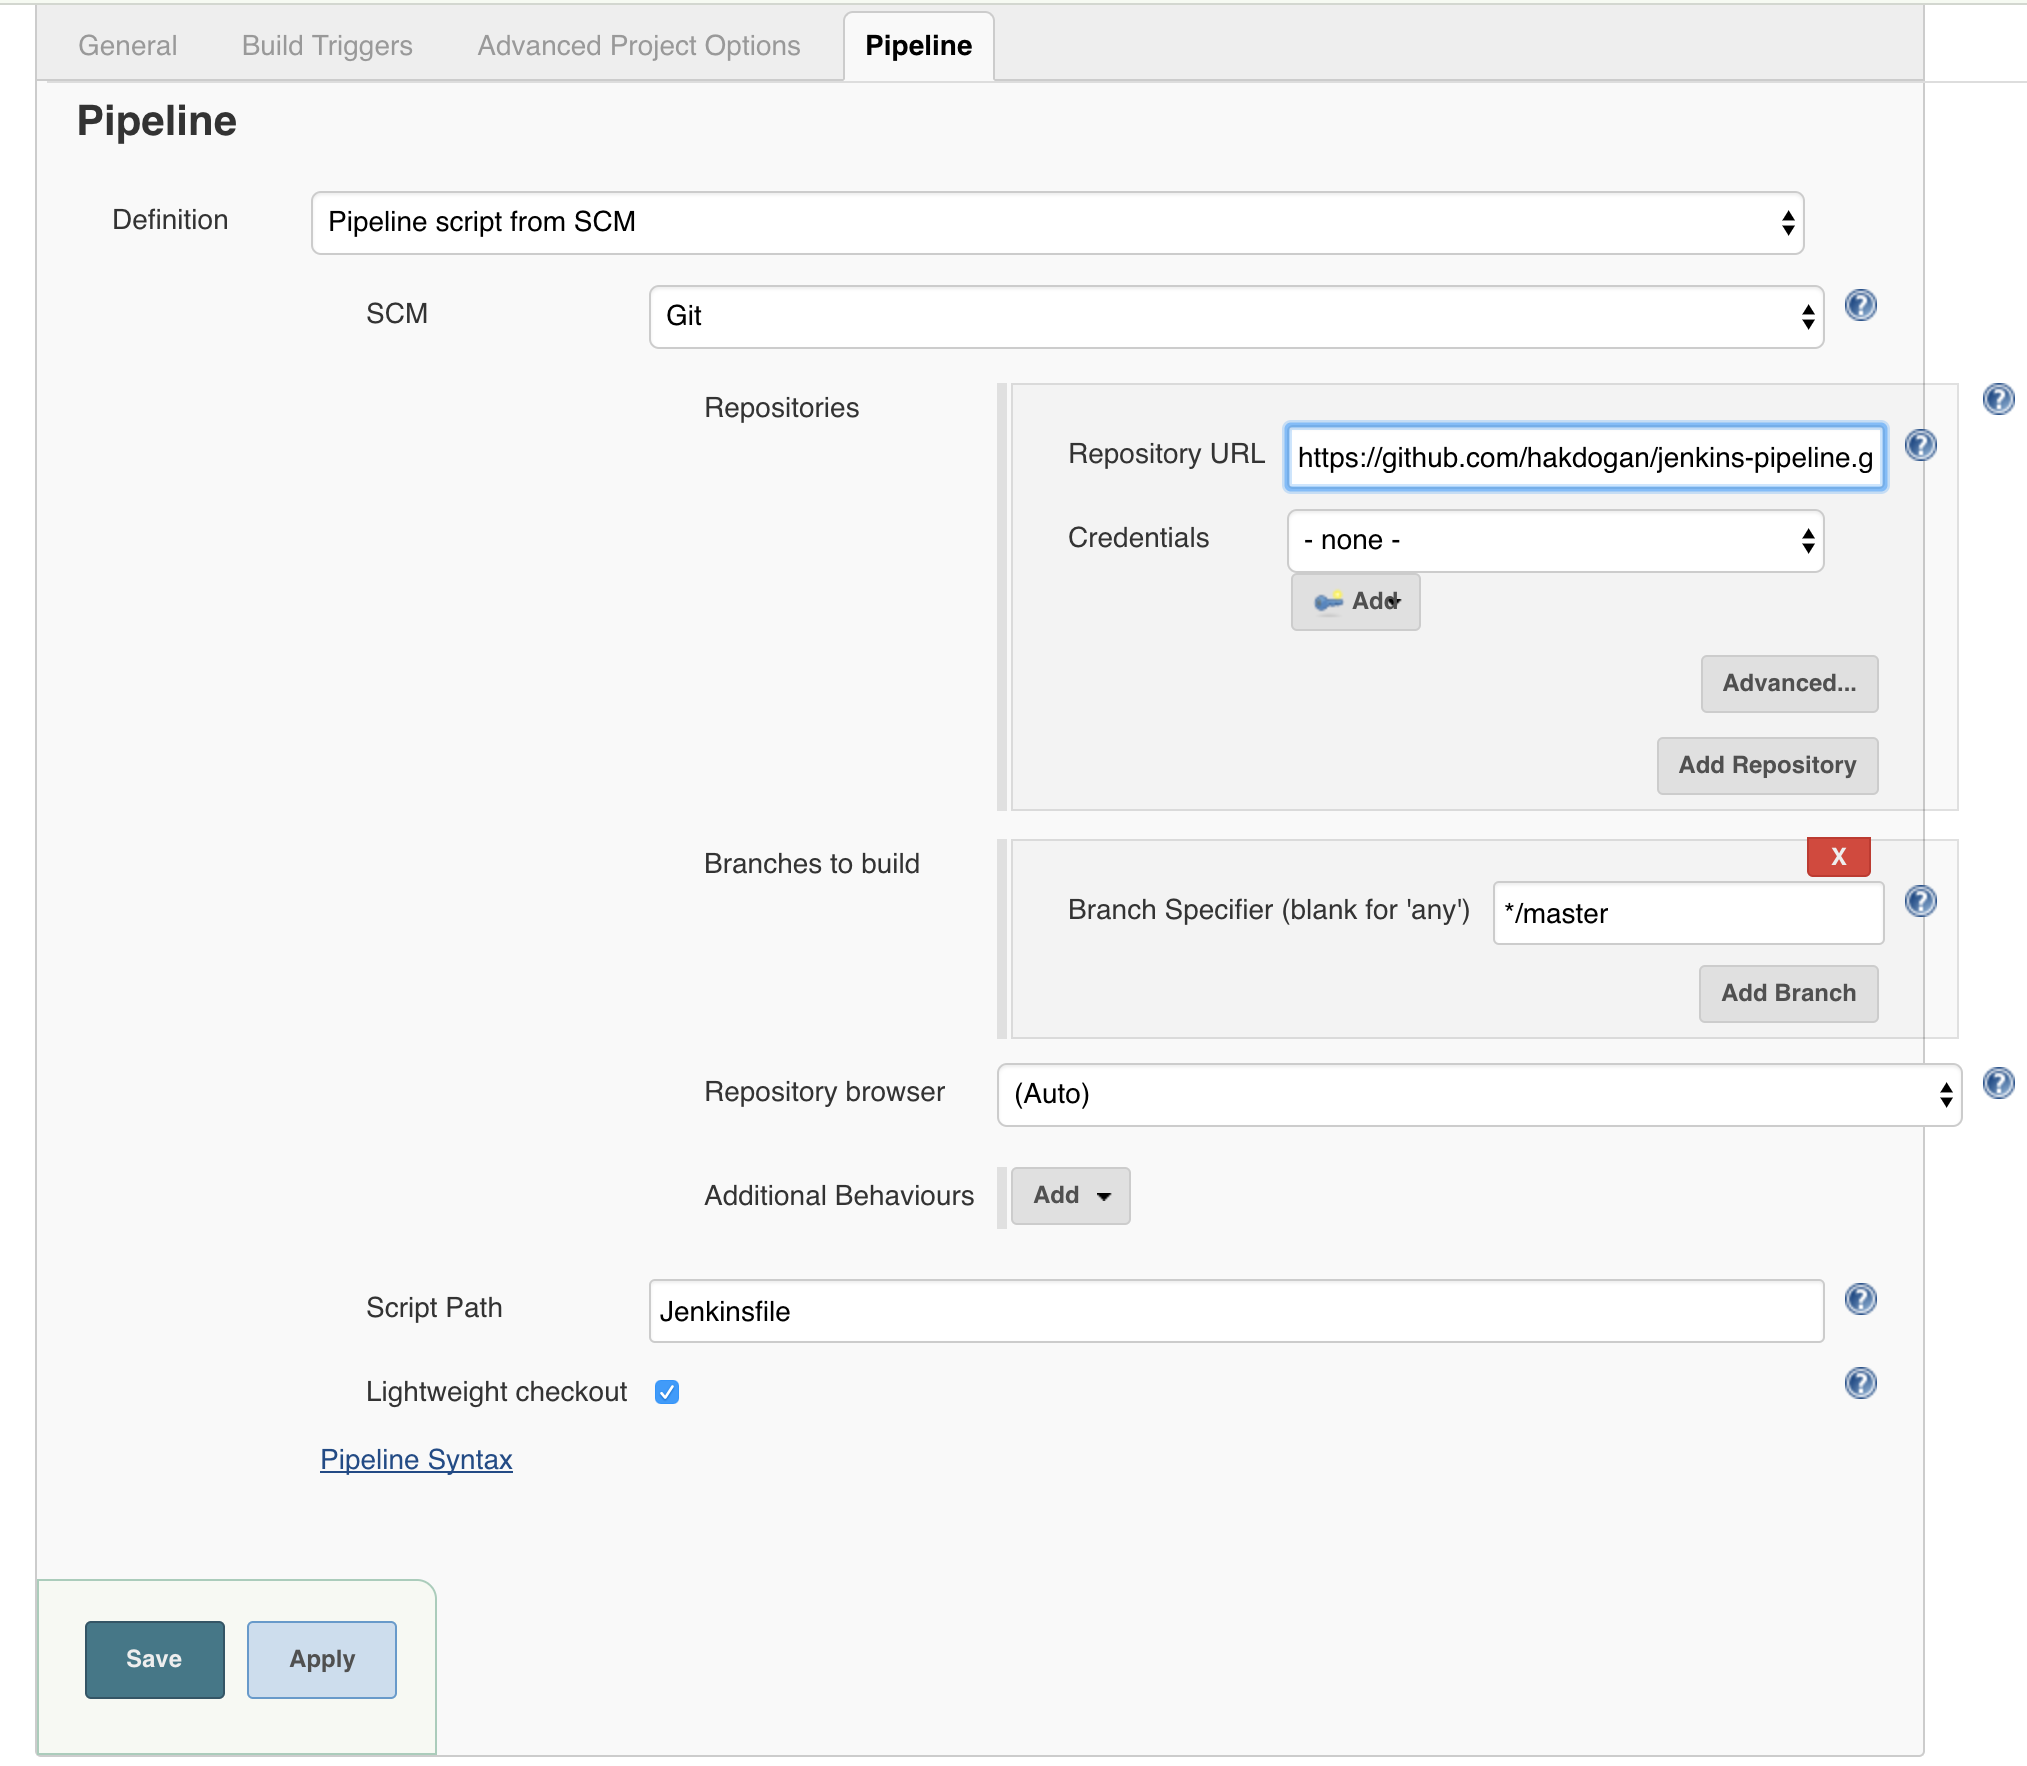 General Build Triggers Advanced Project Options Pipeline
Pipeline
Definition Pipeline script from SCM
SCM Git
Repositories
Repository URL https://github.com/hakdogan/jenkins-pipeline.g
Credentials - none -
Add
Advanced...
Add Repository
Branches to build X
Branch Specifier (blank for 'any') */master
Add Branch
Repository browser (Auto)
Additional Behaviours Add
Script Path Jenkinsfile
Lightweight checkout
Pipeline Syntax
Save Apply